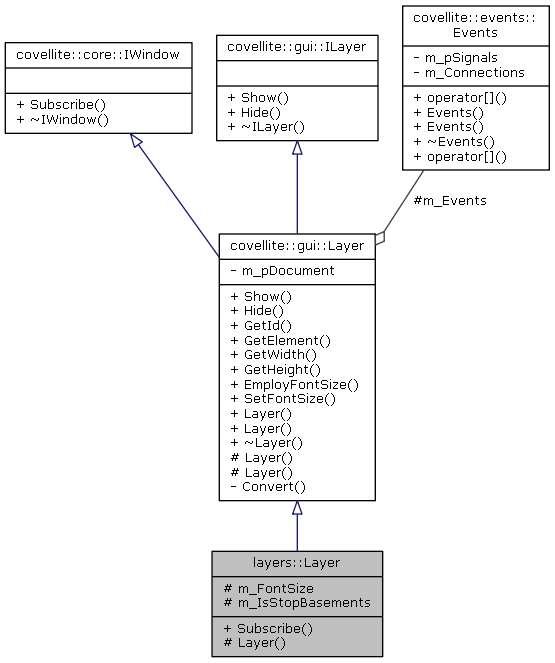 covellite::core::IWindow
+ Subscribe()
+ ~IWindow()
covellite::gui::ILayer
+ Show()
+ Hide()
+ ~ILayer()
covellite::events::
Events
- m_pSignals
- m_Connections
+ operator[]()
+ Events()
+ Events()
+ ~Events()
+ operator[]()
#m_Events
covellite::gui::Layer
- m_pDocument
+ Show()
+ Hide()
+ GetId()
+ GetElement()
+ GetWidth()
+ GetHeight()
+ EmployFontSize()
+ SetFontSize()
+ Layer()
+ Layer()
+ ~Layer()
# Layer()
# Layer()
- Convert()
layers::Layer
# m_FontSize
# m_IsStopBasements
+ Subscribe()
# Layer()